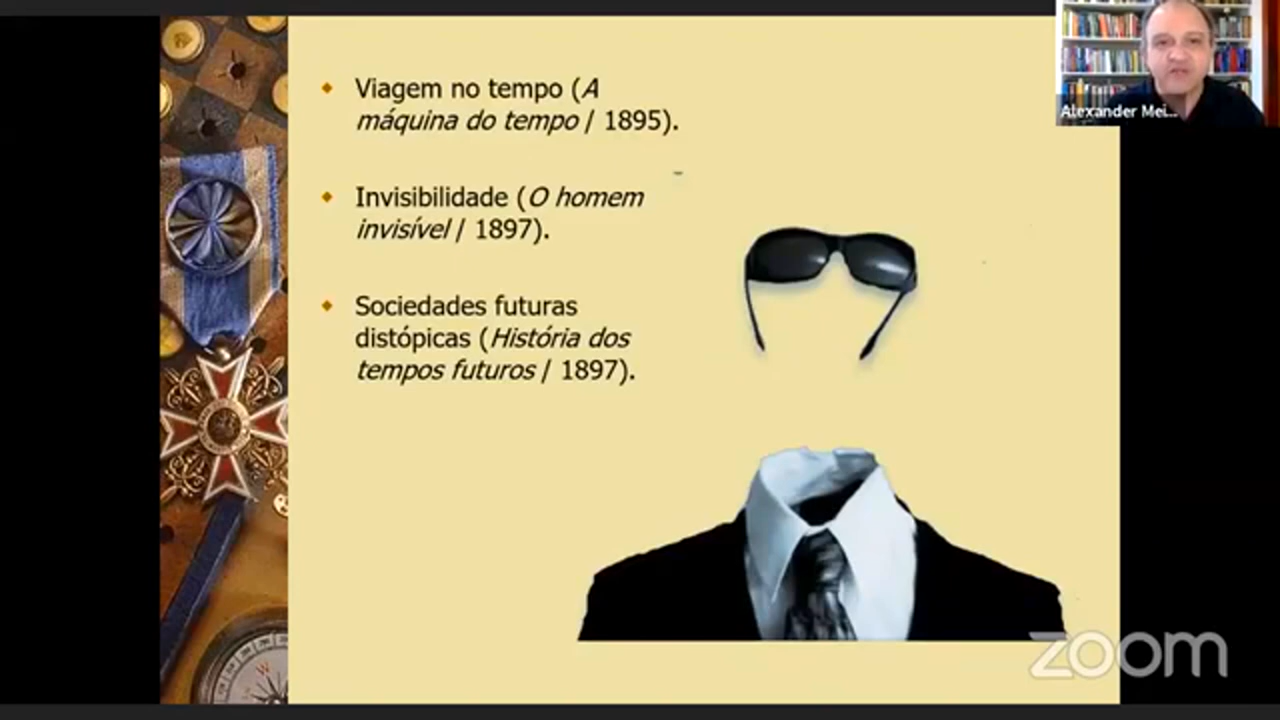 Viagem no tempo (A
máquina do tempo / 1895).
Invisibilidade (O homem
invisível / 1897).
Sociedades futuras
distópicas (História dos
tempos futuros / 1897).
Alexander Mei...
zoom